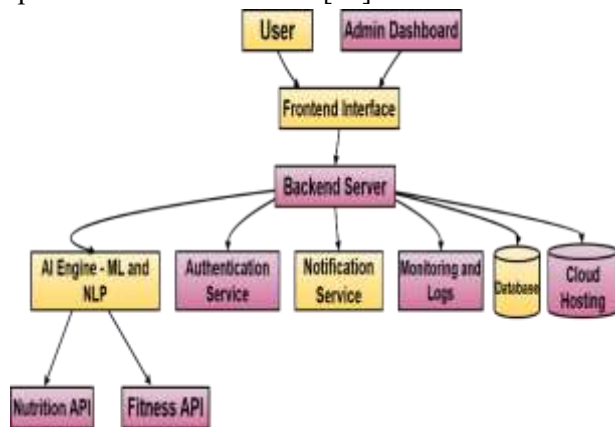 User
Admin Dashboard
Frontend Interface
Backend Server
AI Engine - ML and
NLP
Authentication
Service
Notification
Service
Monitoring and
Logs
Database
Cloud
Hosting
Nutrition API
Fitness API